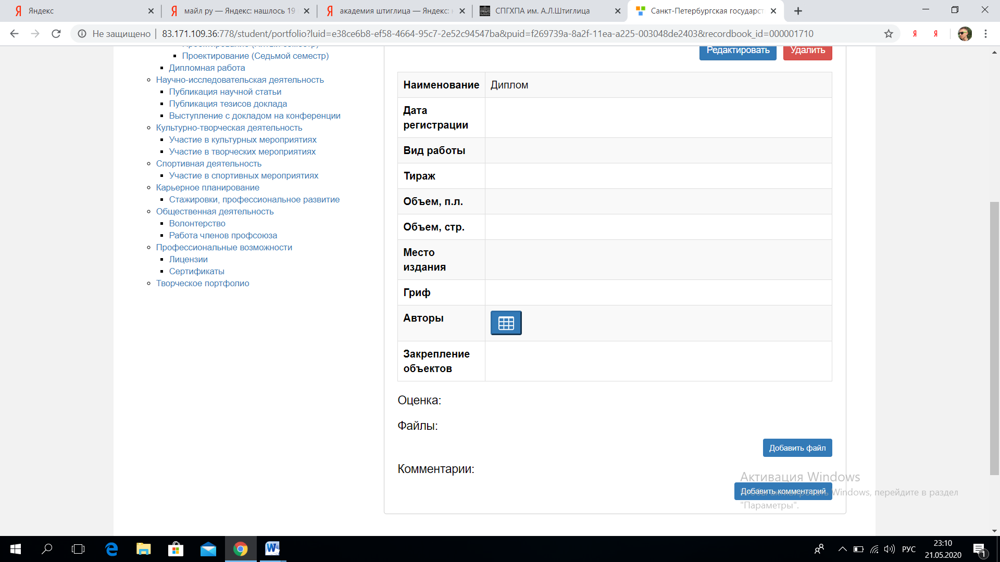 Яндекс
майл ру — Яндекс: нашлось 19
академия штиглица — Яндекс:
СПГХПА им. А.Л.Штиглица
Санкт-Петербургская государст
Не защищено
83.171.109.36:778/student/portfolio?luid=e38ce6b8-ef58-4664-95c7-2e52c94547ba&puid=f269739a-8a2f-11ea-a225-003048de2403&recordbook_id=000001710
Проектирование (Седьмой семестр)
Дипломная работа
Научно-исследовательская деятельность
Публикация научной статьи
Публикация тезисов доклада
Выступление с докладом на конференции
Культурно-творческая деятельность
Участие в культурных мероприятиях
Участие в творческих мероприятиях
Спортивная деятельность
Участие в спортивных мероприятиях
Карьерное планирование
Стажировки, профессиональное развитие
Общественная деятельность
Волонтерство
Работа членов профсоюза
Профессиональные возможности
Лицензии
Сертификаты
Творческое портфолио
Редактировать
Удалить
Наименование
Диплом
Дата
регистрации
Вид работы
Тираж
Объем, п.л.
Объем, стр.
Место
издания
Гриф
Авторы
Закрепление
объектов
Оценка:
Файлы:
Добавить файл
Комментарии:
Добавить комментарий
Активация Windows
Windows, перейдите в раздел
"Параметры".
РУС
23:10
21.05.2020
1